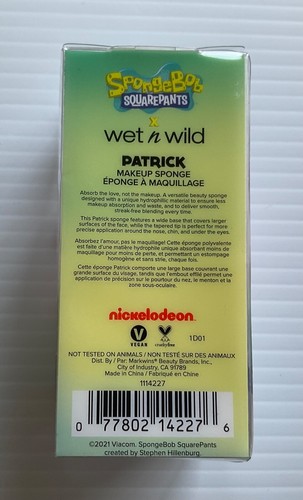 SpongeBob
SQUAREPANTS
x
wet n wild
PATRICK
MAKEUP SPONGE
ÉPONGE À MAQUILLAGE
Absorb the love, not the makeup. A versatile beauty sponge
designed with a unique hydrophilic material to ensure less
makeup absorption and waste, and to deliver smooth,
streak-free blending every time.
This Patrick sponge features a wide base that covers larger
surfaces of the face, while the tapered tip is perfect for more
precise application around the nose, chin, and under the eyes.
Absorbez l'amour, pas le maquillage! Cette éponge polyvalente
est faite d'une matière hydrophile unique absorbant moins de
maquillage pour moins de perte, et permettant un estompage
homogène et sans strie, chaque fois.
Cette éponge Patrick comporte une large base couvrant une
grande surface du visage, tandis que l'embout effilé permet une
application de précision sur le pourtour du nez, le menton et la
zone sous-oculaire.
nickelodeon
VEGAN
crueltyfree
1D01
NOT TESTED ON ANIMALS / NON TESTÉ SUR DES ANIMAUX
Dist. By / Par: Markwins® Beauty Brands, Inc.,
City of Industry, CA 91789
Made in China / Fabriqué en Chine
1114227
0 77802 14227 6
©2021 Viacom. SpongeBob SquarePants
created by Stephen Hillenburg.